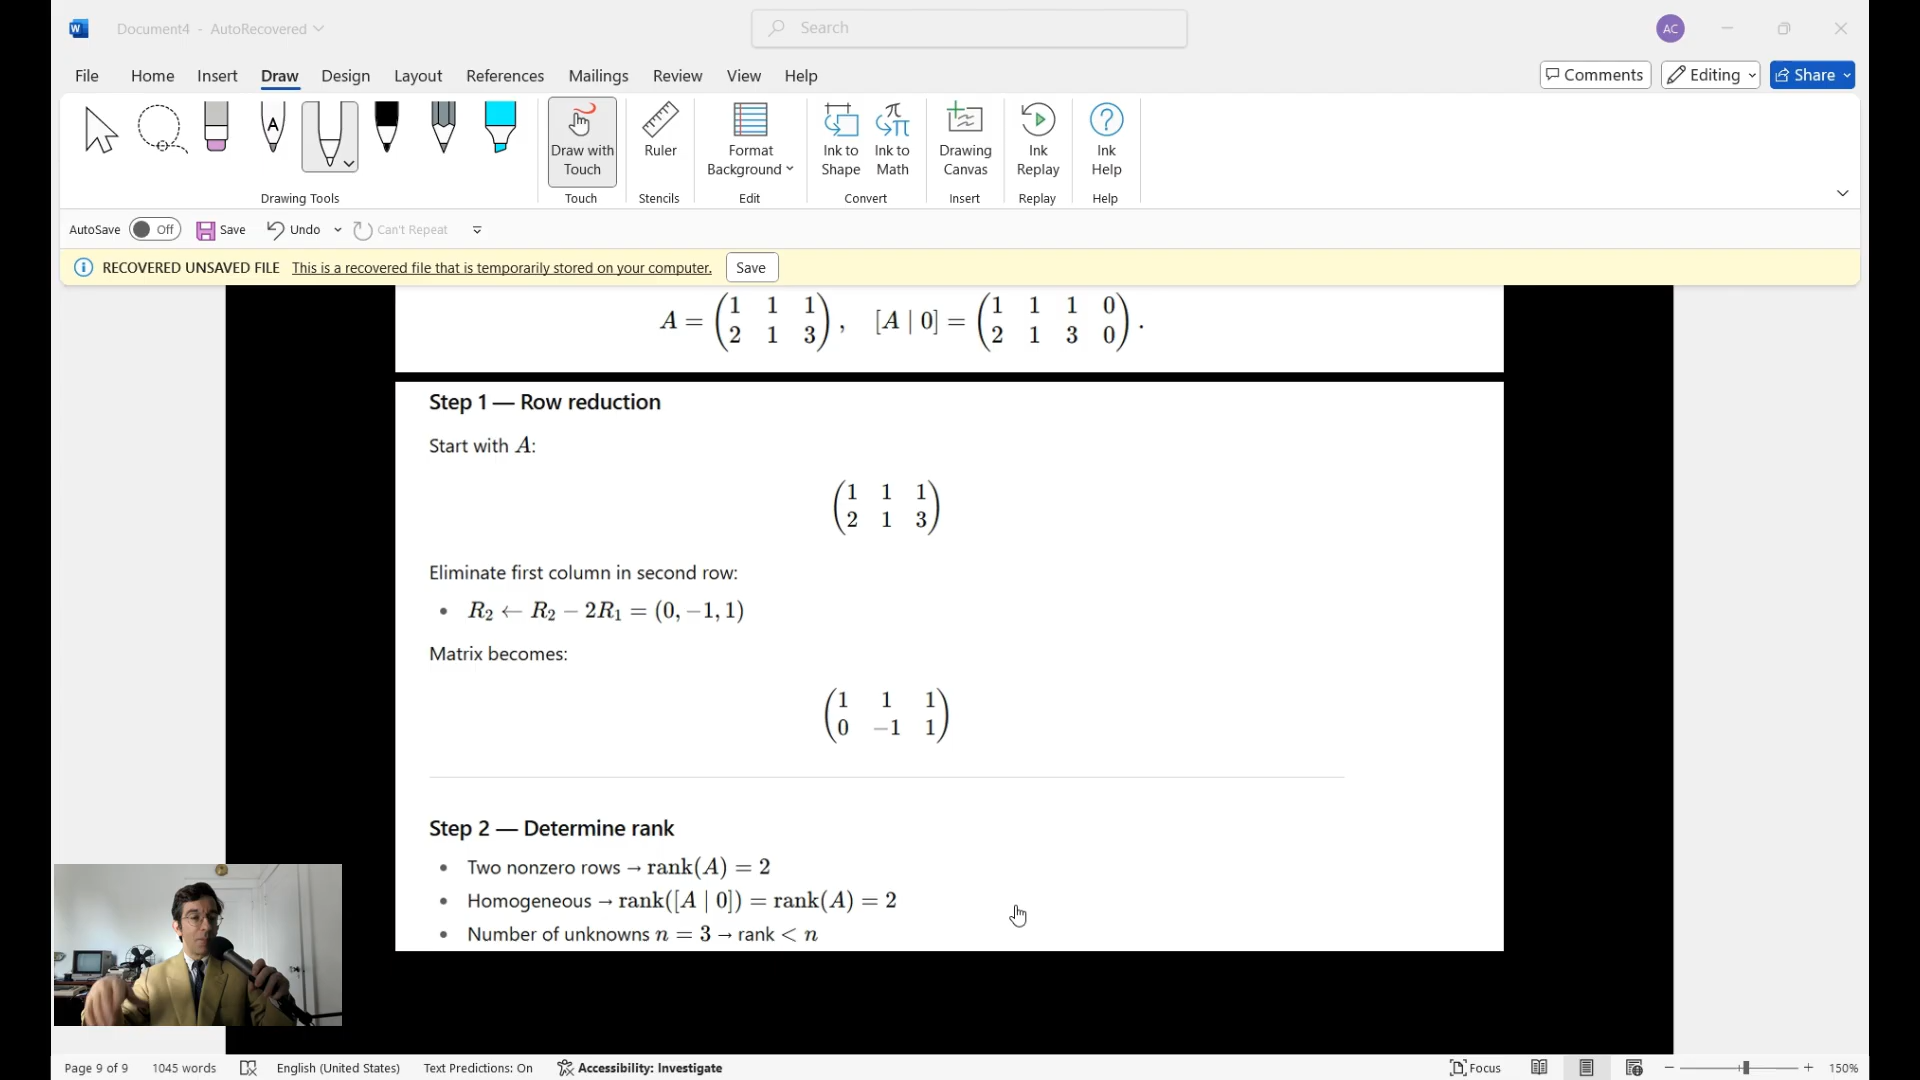 W Document4 - AutoRecovered
Search
AC
File Home Insert Draw Design Layout References Mailings Review View Help
Comments Editing Share
A
Draw with Touch
Ruler
Format Background
Ink to Shape
Ink to Math
Drawing Canvas
Ink Replay
Ink Help
Drawing Tools Touch Stencils Edit Convert Insert Replay Help
AutoSave Off Save Undo Can't Repeat
RECOVERED UNSAVED FILE This is a recovered file that is temporarily stored on your computer. Save
A = (1 1 1; 2 1 3), [A | 0] = (1 1 1 0; 2 1 3 0).
Step 1 — Row reduction
Start with A:
(1 1 1
2 1 3)
Eliminate first column in second row:
• R₂ ← R₂ − 2R₁ = (0, −1, 1)
Matrix becomes:
(1 1 1
0 −1 1)
Step 2 — Determine rank
• Two nonzero rows → rank(A) = 2
• Homogeneous → rank([A | 0]) = rank(A) = 2
• Number of unknowns n = 3 → rank < n
Page 9 of 9 1045 words English (United States) Text Predictions: On Accessibility: Investigate Focus 150%